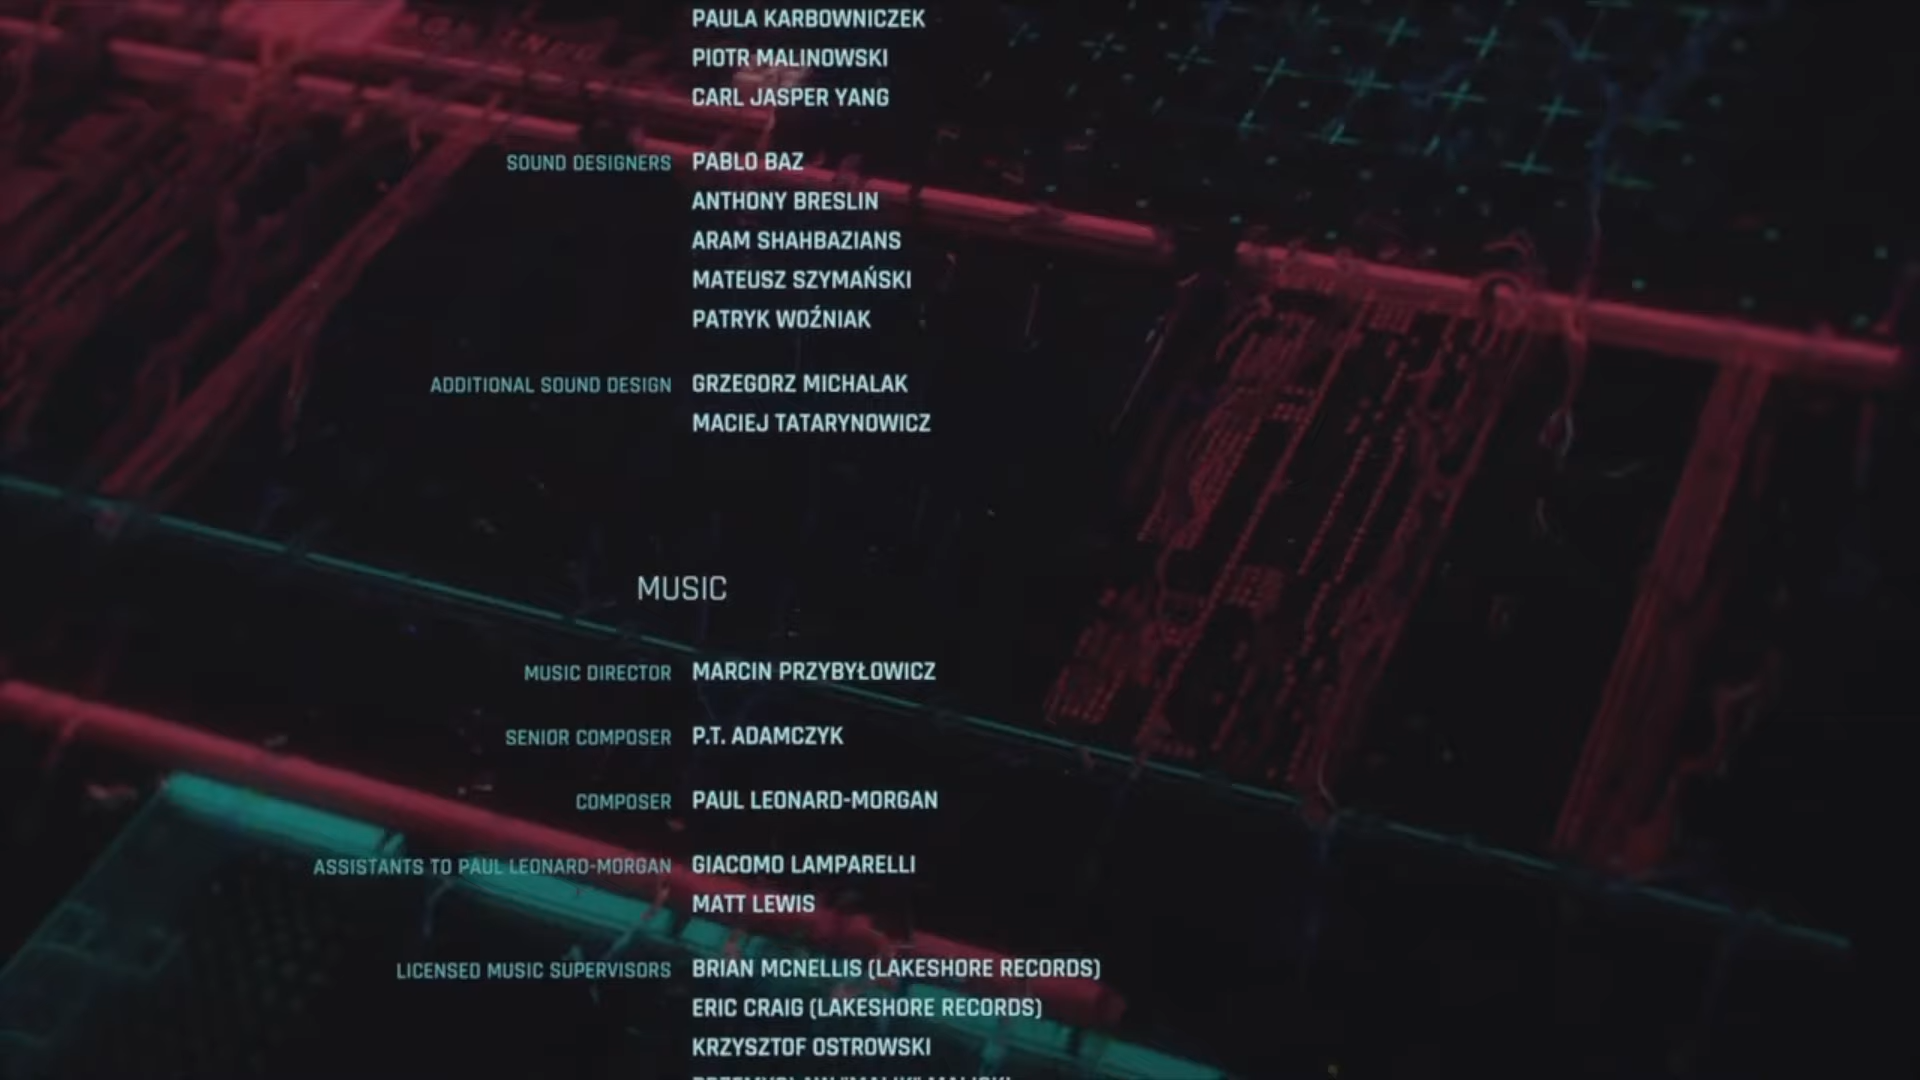 PAULA KARBOWNICZEK
PIOTR MALINOWSKI
CARL JASPER YANG
SOUND DESIGNERS PABLO BAZ
ANTHONY BRESLIN
ARAM SHAHBAZIANS
MATEUSZ SZYMAŃSKI
PATRYK WOŹNIAK
ADDITIONAL SOUND DESIGN GRZEGORZ MICHALAK
MACIEJ TATARYNOWICZ
MUSIC
MUSIC DIRECTOR MARCIN PRZYBYŁOWICZ
SENIOR COMPOSER P.T. ADAMCZYK
COMPOSER PAUL LEONARD-MORGAN
ASSISTANTS TO PAUL LEONARD-MORGAN GIACOMO LAMPARELLI
MATT LEWIS
LICENSED MUSIC SUPERVISORS BRIAN MCNELLIS (LAKESHORE RECORDS)
ERIC CRAIG (LAKESHORE RECORDS)
KRZYSZTOF OSTROWSKI